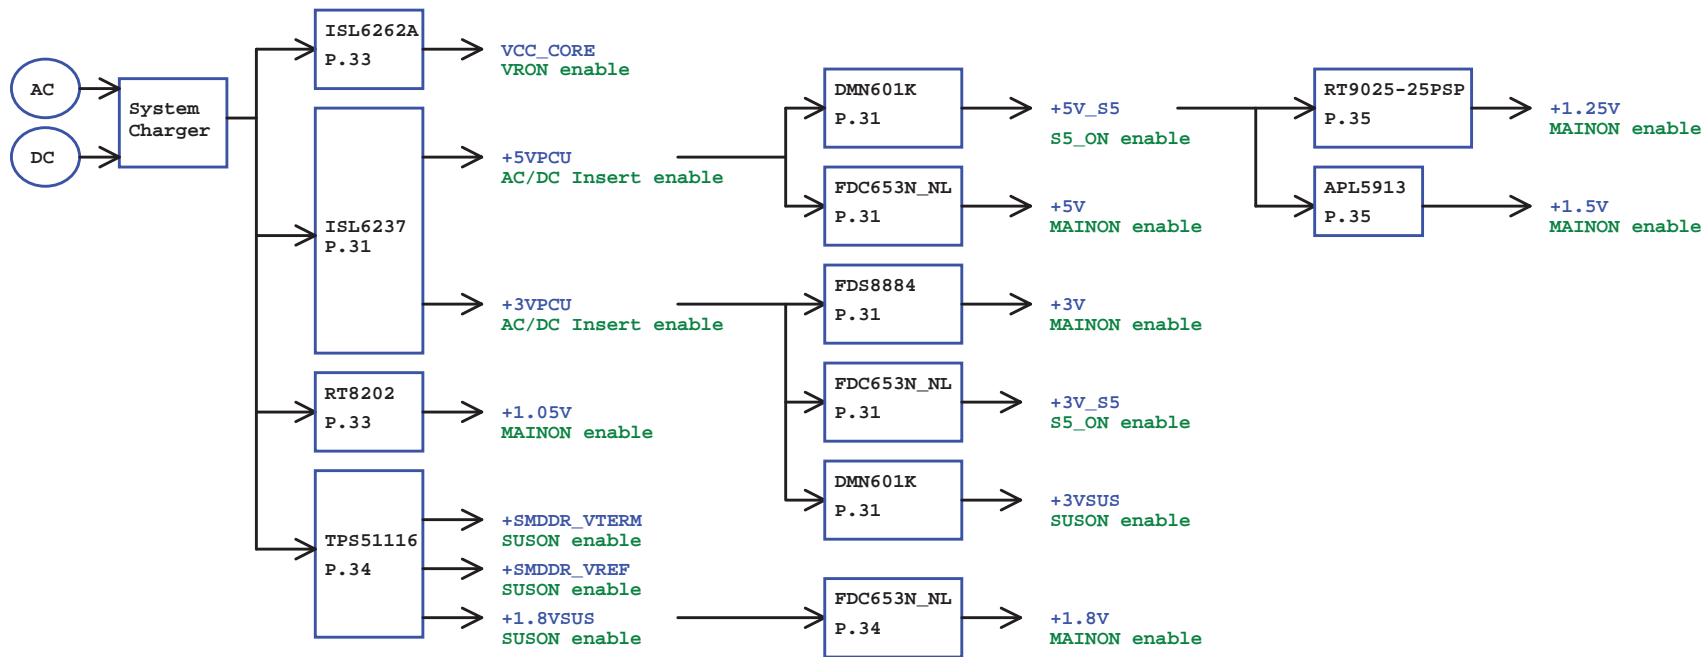 AC
DC
System
Charger
ISL6262A
P.33
VCC_CORE
VRON enable
ISL6237
P.31
+5VPCU
AC/DC Insert enable
+3VPCU
AC/DC Insert enable
RT8202
P.33
+1.05V
MAINON enable
TPS51116
P.34
+SMDDR_VTERM
SUSON enable
+SMDDR_VREF
SUSON enable
+1.8VSUS
SUSON enable
DMN601K
P.31
+5V_S5
S5_ON enable
FDC653N_NL
P.31
+5V
MAINON enable
FDS8884
P.31
+3V
MAINON enable
FDC653N_NL
P.31
+3V_S5
S5_ON enable
DMN601K
P.31
+3VSUS
SUSON enable
FDC653N_NL
P.34
+1.8V
MAINON enable
RT9025-25PSP
P.35
+1.25V
MAINON enable
APL5913
P.35
+1.5V
MAINON enable